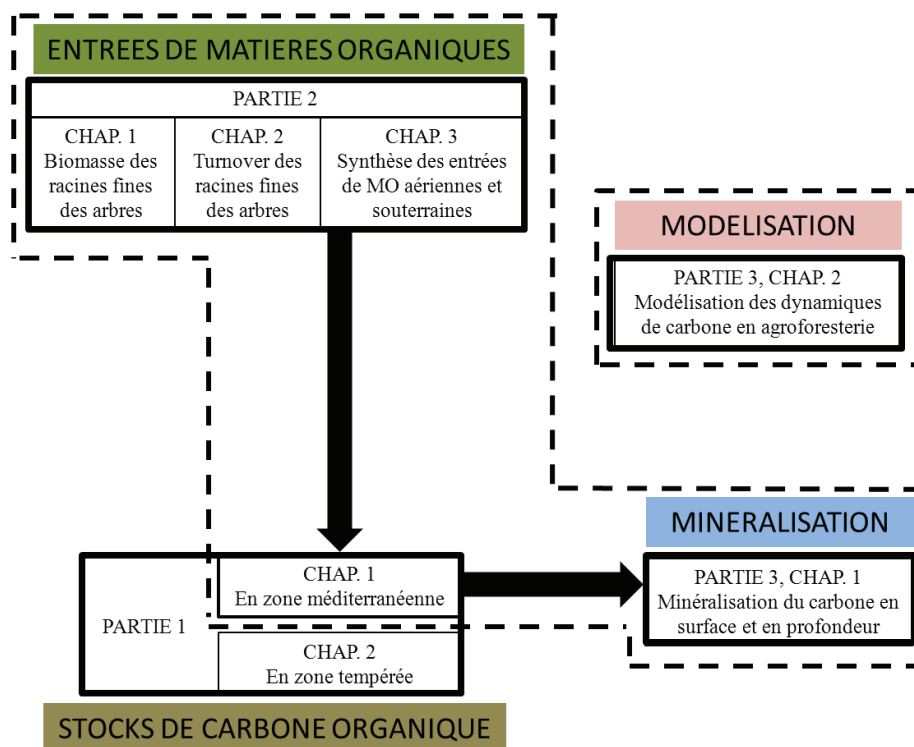 ENTREES DE MATIERES ORGANIQUES
PARTIE 2
CHAP. 1
Biomasse des
racines fines
des arbres
CHAP. 2
Turnover des
racines fines
des arbres
CHAP. 3
Synthèse des entrées
de MO aériennes et
souterraines
MODELISATION
PARTIE 3, CHAP. 2
Modélisation des dynamiques
de carbone en agroforesterie
MINERALISATION
PARTIE 3, CHAP. 1
Minéralisation du carbone en
surface et en profondeur
PARTIE 1
CHAP. 1
En zone méditerranéenne
CHAP. 2
En zone tempérée
STOCKS DE CARBONE ORGANIQUE